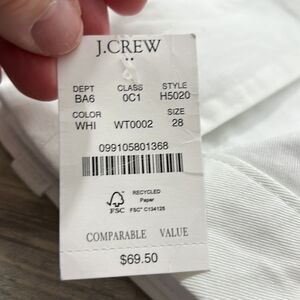 J.CREW
DEPT CLASS STYLE
BA6 0C1 H5020
COLOR SIZE
WHI WT0002 28
099105801368
FSC
RECYCLED
Paper
FSC® C134125
COMPARABLE VALUE
$69.50